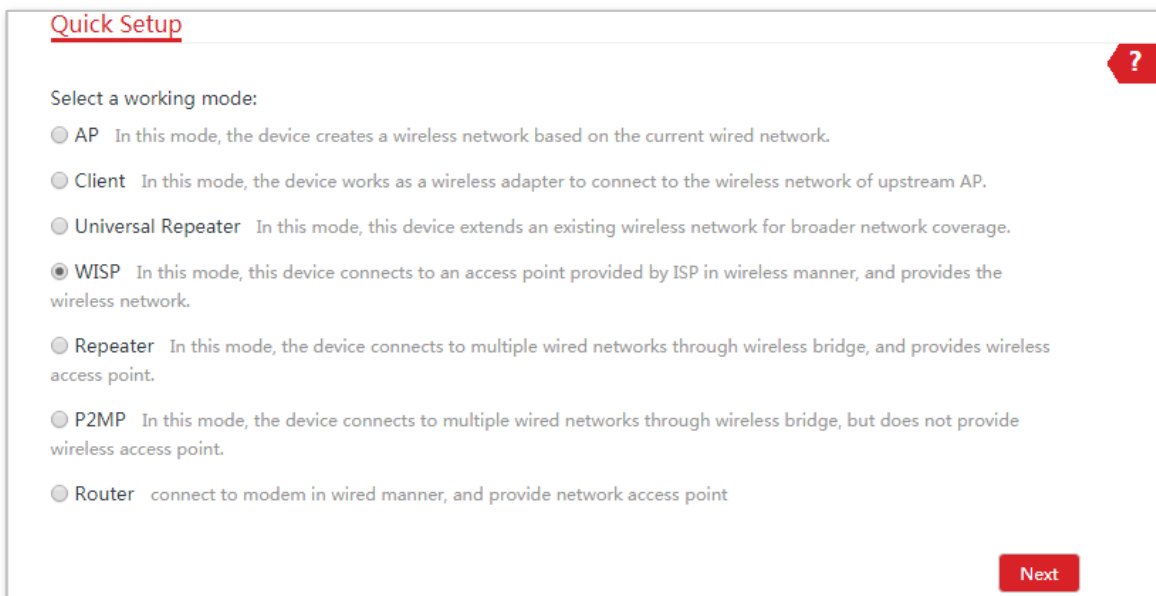 Quick Setup
?
Select a working mode:
AP In this mode, the device creates a wireless network based on the current wired network.
Client In this mode, the device works as a wireless adapter to connect to the wireless network of upstream AP.
Universal Repeater In this mode, this device extends an existing wireless network for broader network coverage.
WISP In this mode, this device connects to an access point provided by ISP in wireless manner, and provides the
wireless network.
Repeater In this mode, the device connects to multiple wired networks through wireless bridge, and provides wireless
access point.
P2MP In this mode, the device connects to multiple wired networks through wireless bridge, but does not provide
wireless access point.
Router connect to modem in wired manner, and provide network access point
Next